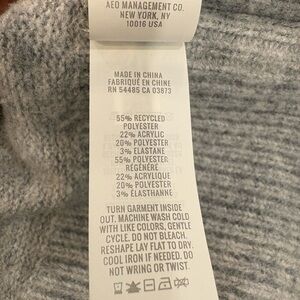 AEO MANAGEMENT CO.
NEW YORK, NY
10016 USA
MADE IN CHINA
FABRIQUÉ EN CHINE
RN 54485 CA 03873
55% RECYCLED
POLYESTER
22% ACRYLIC
20% POLYESTER
3% ELASTANE
55% POLYESTER
RÉGÉNÉRÉ
22% ACRYLIQUE
20% POLYESTER
3% ÉLASTHANNE
TURN GARMENT INSIDE
OUT. MACHINE WASH COLD
WITH LIKE COLORS, GENTLE
CYCLE. DO NOT BLEACH.
RESHAPE LAY FLAT TO DRY.
COOL IRON IF NEEDED. DO
NOT WRING OR TWIST.